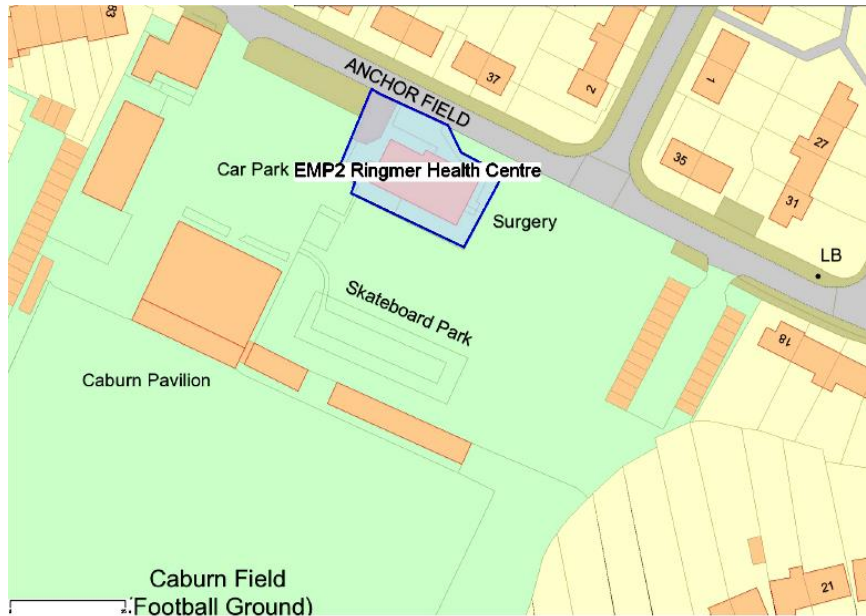 63
37
2
1
27
35
31
ANCHOR FIELD
Car Park
EMP2 Ringmer Health Centre
Surgery
LB
Skateboard Park
18
Caburn Pavilion
Caburn Field
(Football Ground)
21